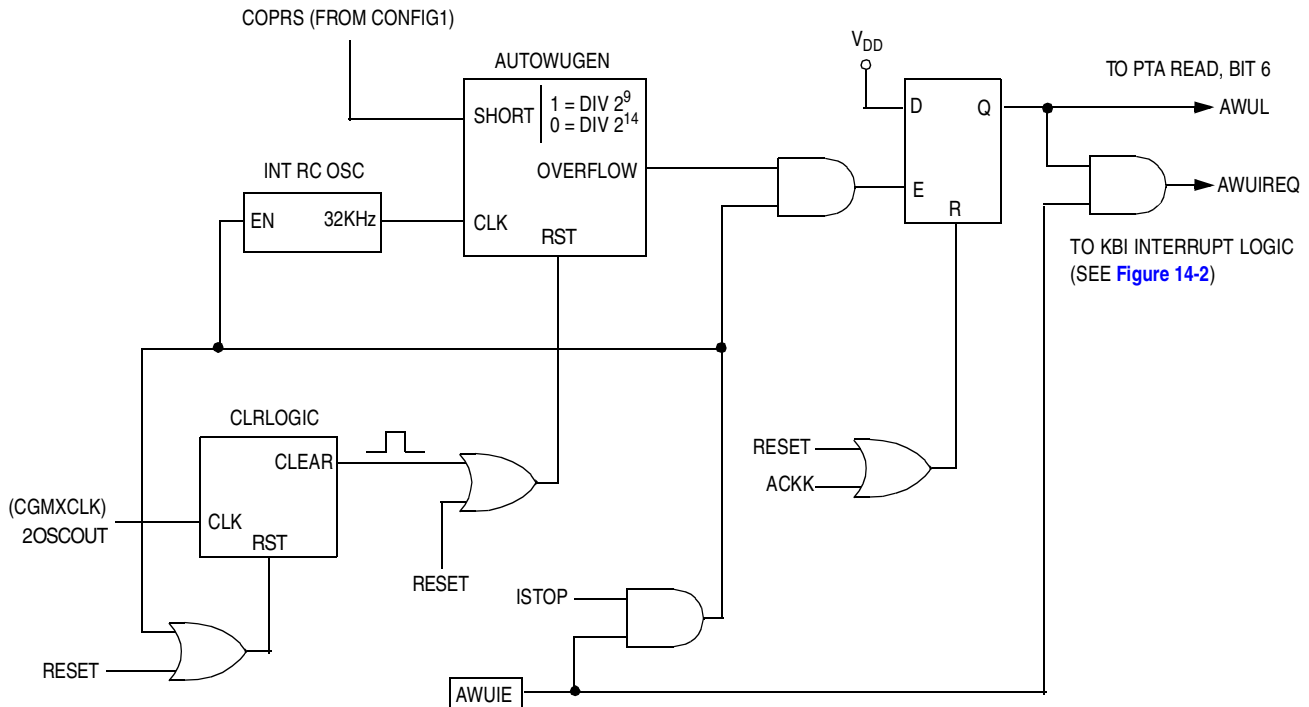 COPRS (FROM CONFIG1)
V_DD
AUTOWUGEN
TO PTA READ, BIT 6
SHORT
1 = DIV 2^9
0 = DIV 2^14
D
Q
AWUL
INT RC OSC
OVERFLOW
EN
32KHz
E
AWUIREQ
CLK
RST
R
TO KBI INTERRUPT LOGIC
(SEE Figure 14-2)
CLRLOGIC
CLEAR
RESET
ACKK
(CGMXCLK)
2OSCOUT
CLK
RST
RESET
ISTOP
RESET
AWUIE